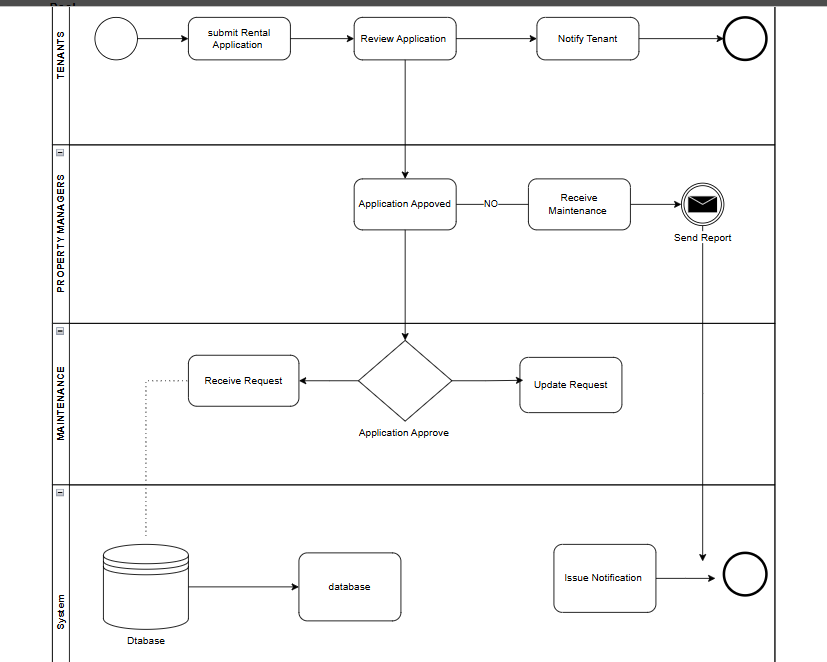 TENANTS
submit Rental
Application
Review Application
Notify Tenant
PROPERTY MANAGERS
Application Appoved
NO
Receive
Maintenance
Send Report
MAINTENANCE
Receive Request
Update Request
Application Approve
System
database
Issue Notification
Dtabase